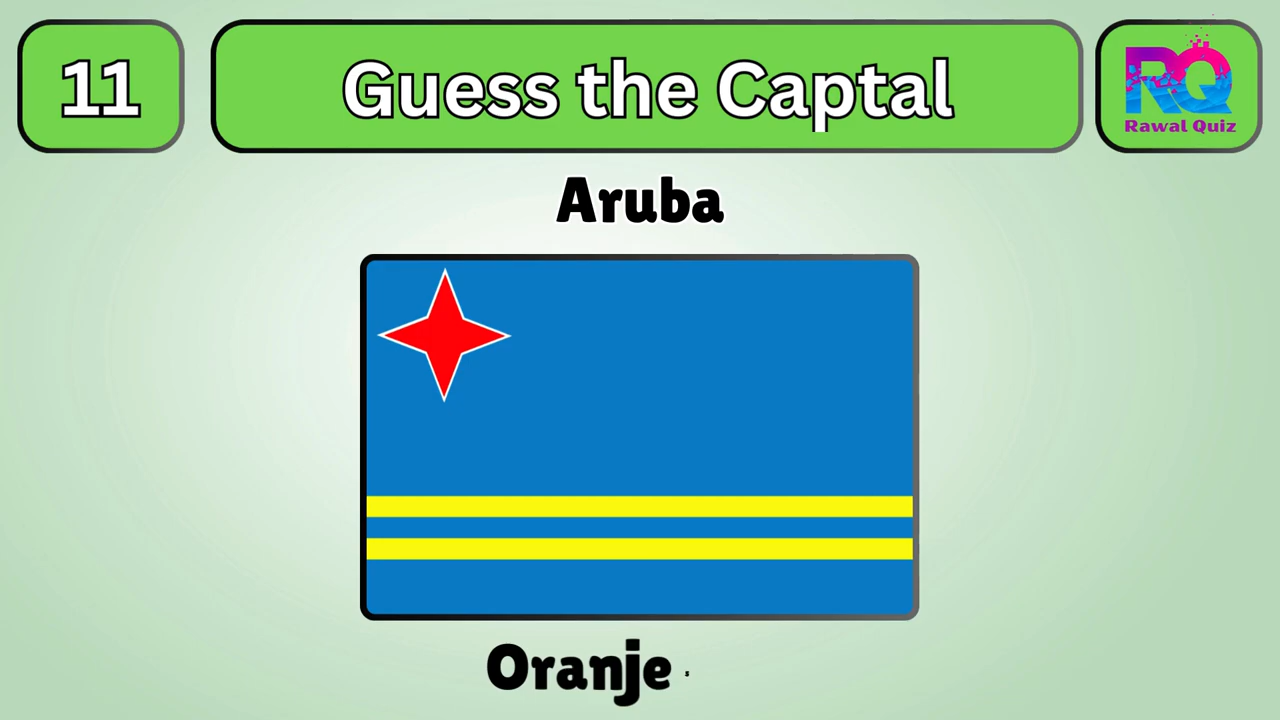 11
Guess the Captal
RQ
Rawal Quiz
Aruba
Oranje